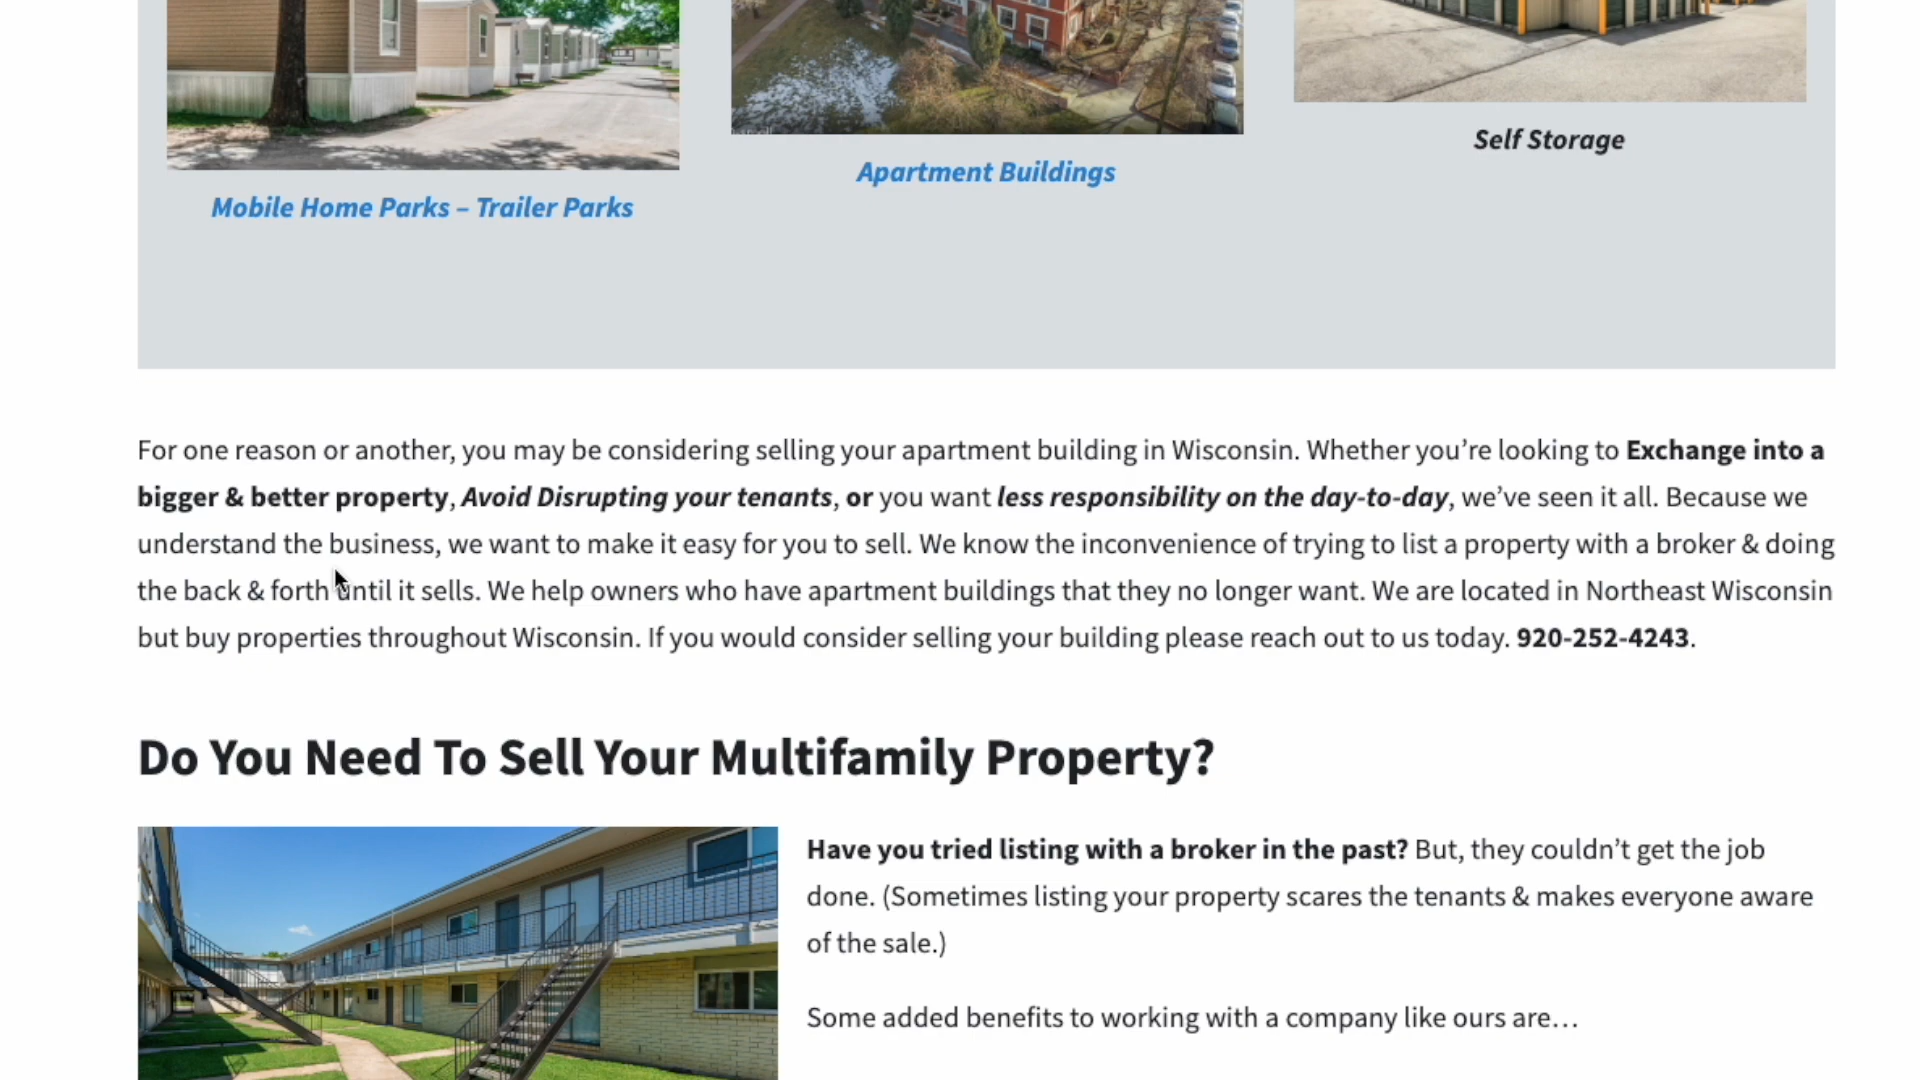 Self Storage
Apartment Buildings
Mobile Home Parks – Trailer Parks
For one reason or another, you may be considering selling your apartment building in Wisconsin. Whether you’re looking to Exchange into a
bigger & better property, Avoid Disrupting your tenants, or you want less responsibility on the day-to-day, we’ve seen it all. Because we
understand the business, we want to make it easy for you to sell. We know the inconvenience of trying to list a property with a broker & doing
the back & forth until it sells. We help owners who have apartment buildings that they no longer want. We are located in Northeast Wisconsin
but buy properties throughout Wisconsin. If you would consider selling your building please reach out to us today. 920-252-4243.
Do You Need To Sell Your Multifamily Property?
Have you tried listing with a broker in the past? But, they couldn’t get the job
done. (Sometimes listing your property scares the tenants & makes everyone aware
of the sale.)
Some added benefits to working with a company like ours are…